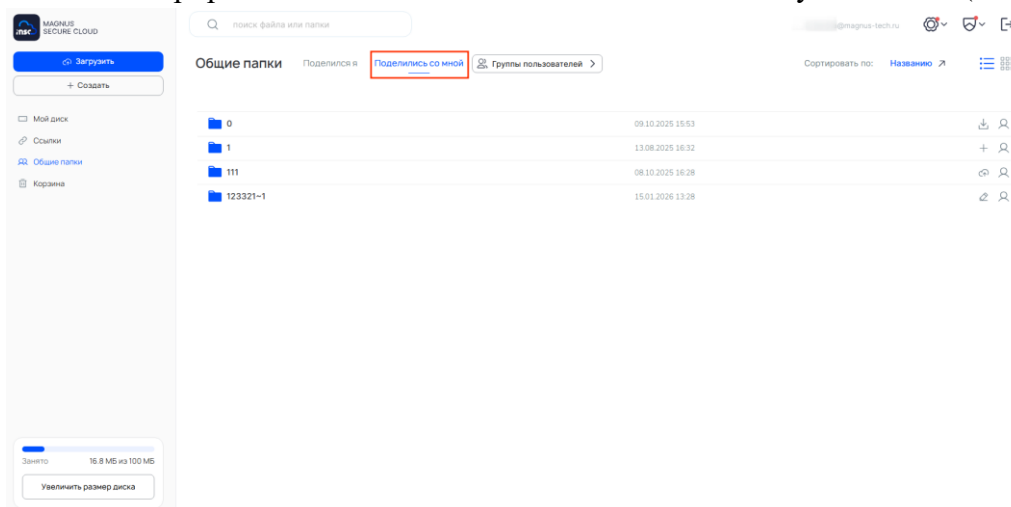 MAGNUS
SECURE CLOUD
msc
поиск файла или папки
@magnus-tech.ru
Загрузить
+ Создать
Общие папки Поделился я Поделились со мной Группы пользователей >
Сортировать по: Названию
Мой диск
Ссылки
Общие папки
Корзина
0 09.10.2025 15:53
1 13.08.2025 16:32
111 08.10.2025 16:28
123321~1 15.01.2026 13:28
Занято 16.8 МБ из 100 МБ
Увеличить размер диска